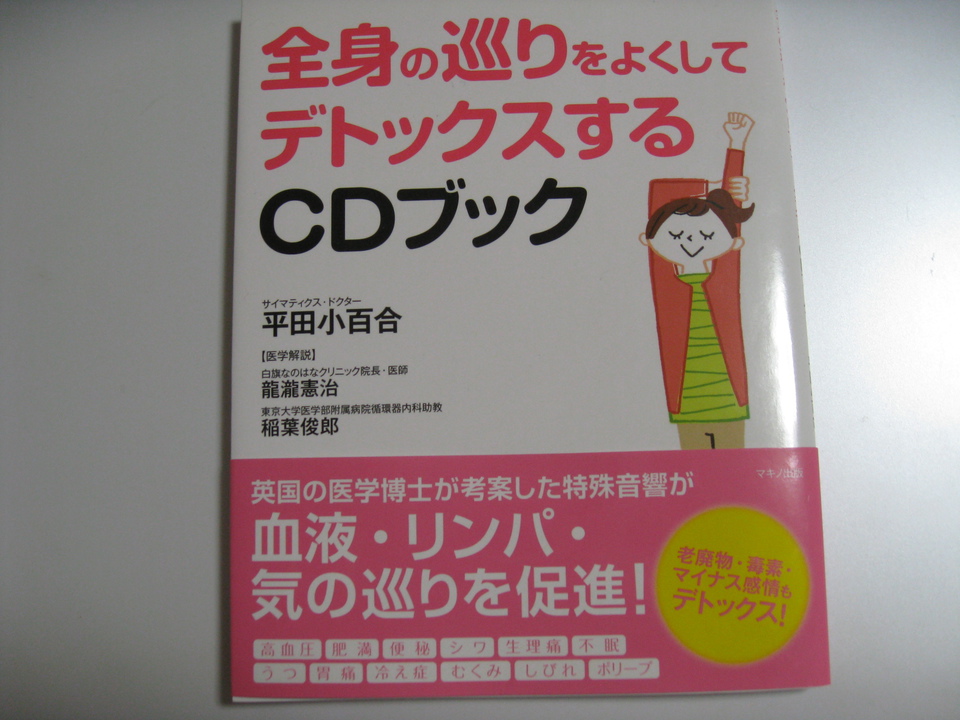 全身の巡りをよくして
デトックスする
CDブック
サイマティクス・ドクター
平田小百合
【医学解説】
白旗なのはなクリニック院長・医師
龍瀧憲治
東京大学医学部附属病院循環器内科助教
稲葉俊郎
マキノ出版
英国の医学博士が考案した特殊音響が
血液・リンパ・
気の巡りを促進!
老廃物・毒素・
マイナス感情も
デトックス!
高血圧 肥満 便秘 シワ 生理痛 不眠
うつ 胃痛 冷え症 むくみ しびれ ポリープ